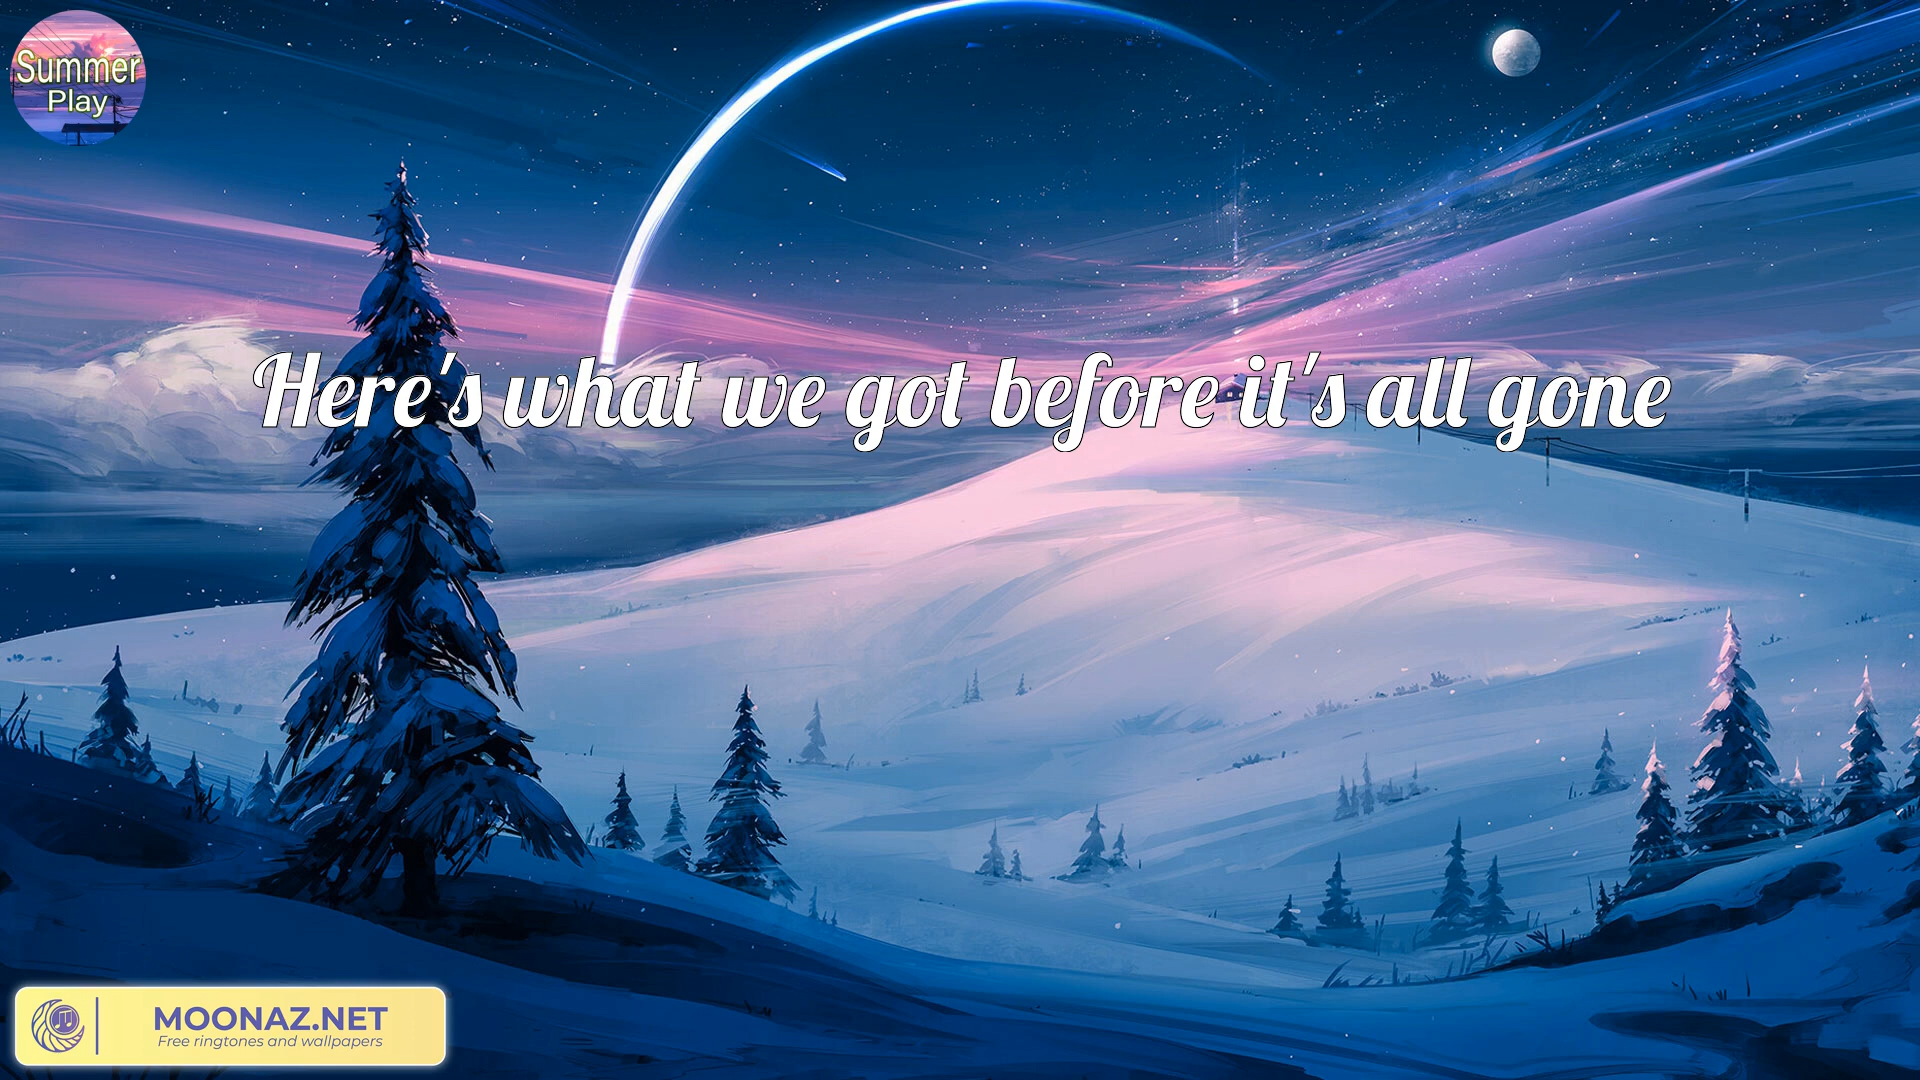 Summer
Play
Here's what we got before it's all gone
MOONAZ.NET
Free ringtones and wallpapers